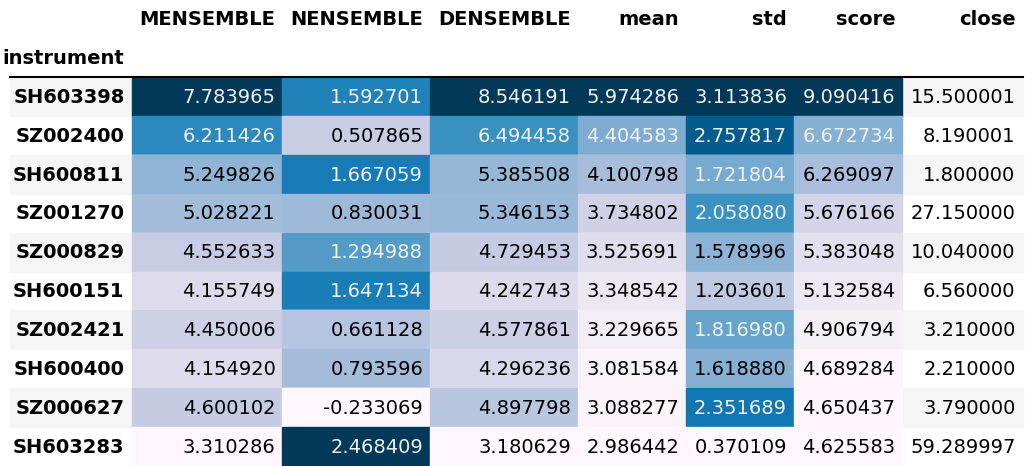 MENSEMBLE NENSEMBLE DENSEMBLE mean std score close
instrument
SH603398 7.783965 1.592701 8.546191 5.974286 3.113836 9.090416 15.500001
SZ002400 6.211426 0.507865 6.494458 4.404583 2.757817 6.672734 8.190001
SH600811 5.249826 1.667059 5.385508 4.100798 1.721804 6.269097 1.800000
SZ001270 5.028221 0.830031 5.346153 3.734802 2.058080 5.676166 27.150000
SZ000829 4.552633 1.294988 4.729453 3.525691 1.578996 5.383048 10.040000
SH600151 4.155749 1.647134 4.242743 3.348542 1.203601 5.132584 6.560000
SZ002421 4.450006 0.661128 4.577861 3.229665 1.816980 4.906794 3.210000
SH600400 4.154920 0.793596 4.296236 3.081584 1.618880 4.689284 2.210000
SZ000627 4.600102 -0.233069 4.897798 3.088277 2.351689 4.650437 3.790000
SH603283 3.310286 2.468409 3.180629 2.986442 0.370109 4.625583 59.289997